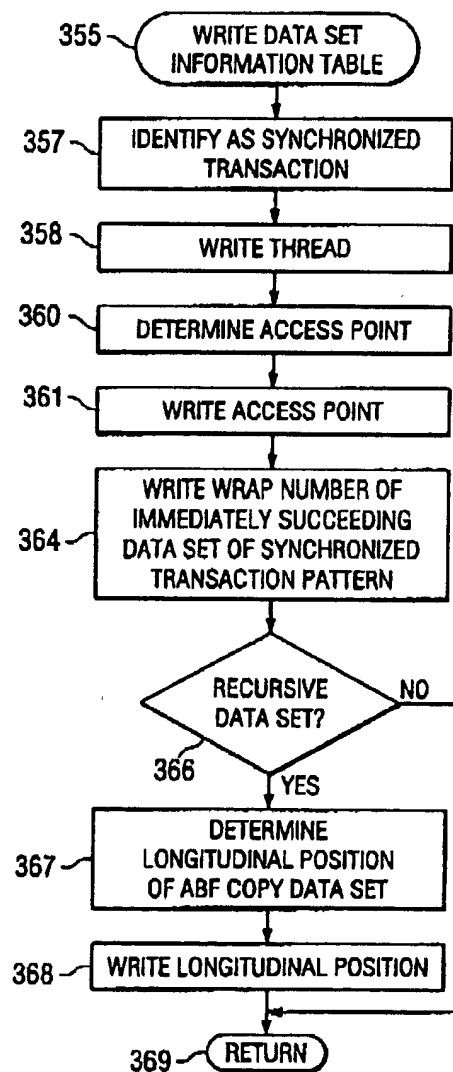 355
WRITE DATA SET
INFORMATION TABLE
357
IDENTIFY AS SYNCHRONIZED
TRANSACTION
358
WRITE THREAD
360
DETERMINE ACCESS POINT
361
WRITE ACCESS POINT
364
WRITE WRAP NUMBER OF
IMMEDIATELY SUCCEEDING
DATA SET OF SYNCHRONIZED
TRANSACTION PATTERN
RECURSIVE
DATA SET?
NO
366
YES
367
DETERMINE
LONGITUDINAL POSITION
OF ABF COPY DATA SET
368
WRITE LONGITUDINAL POSITION
369
RETURN